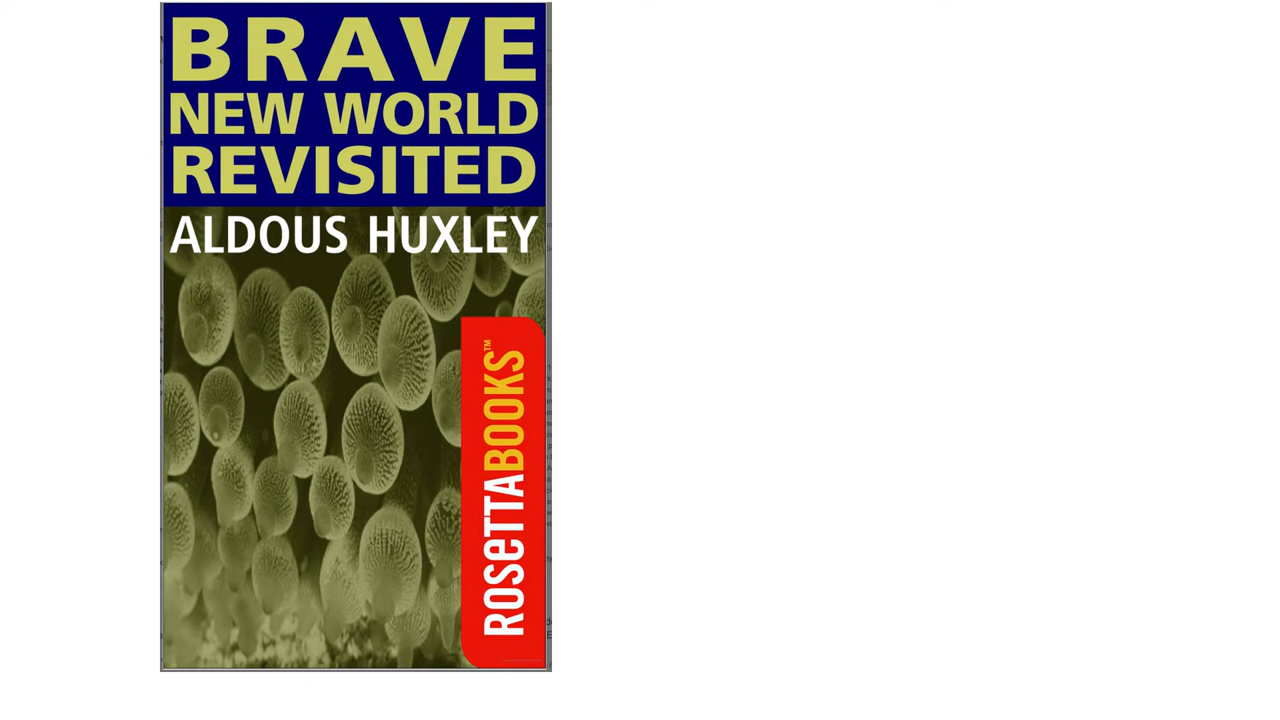 BRAVE
NEW WORLD
REVISITED
ALDOUS HUXLEY
ROSeTTABOOKS™